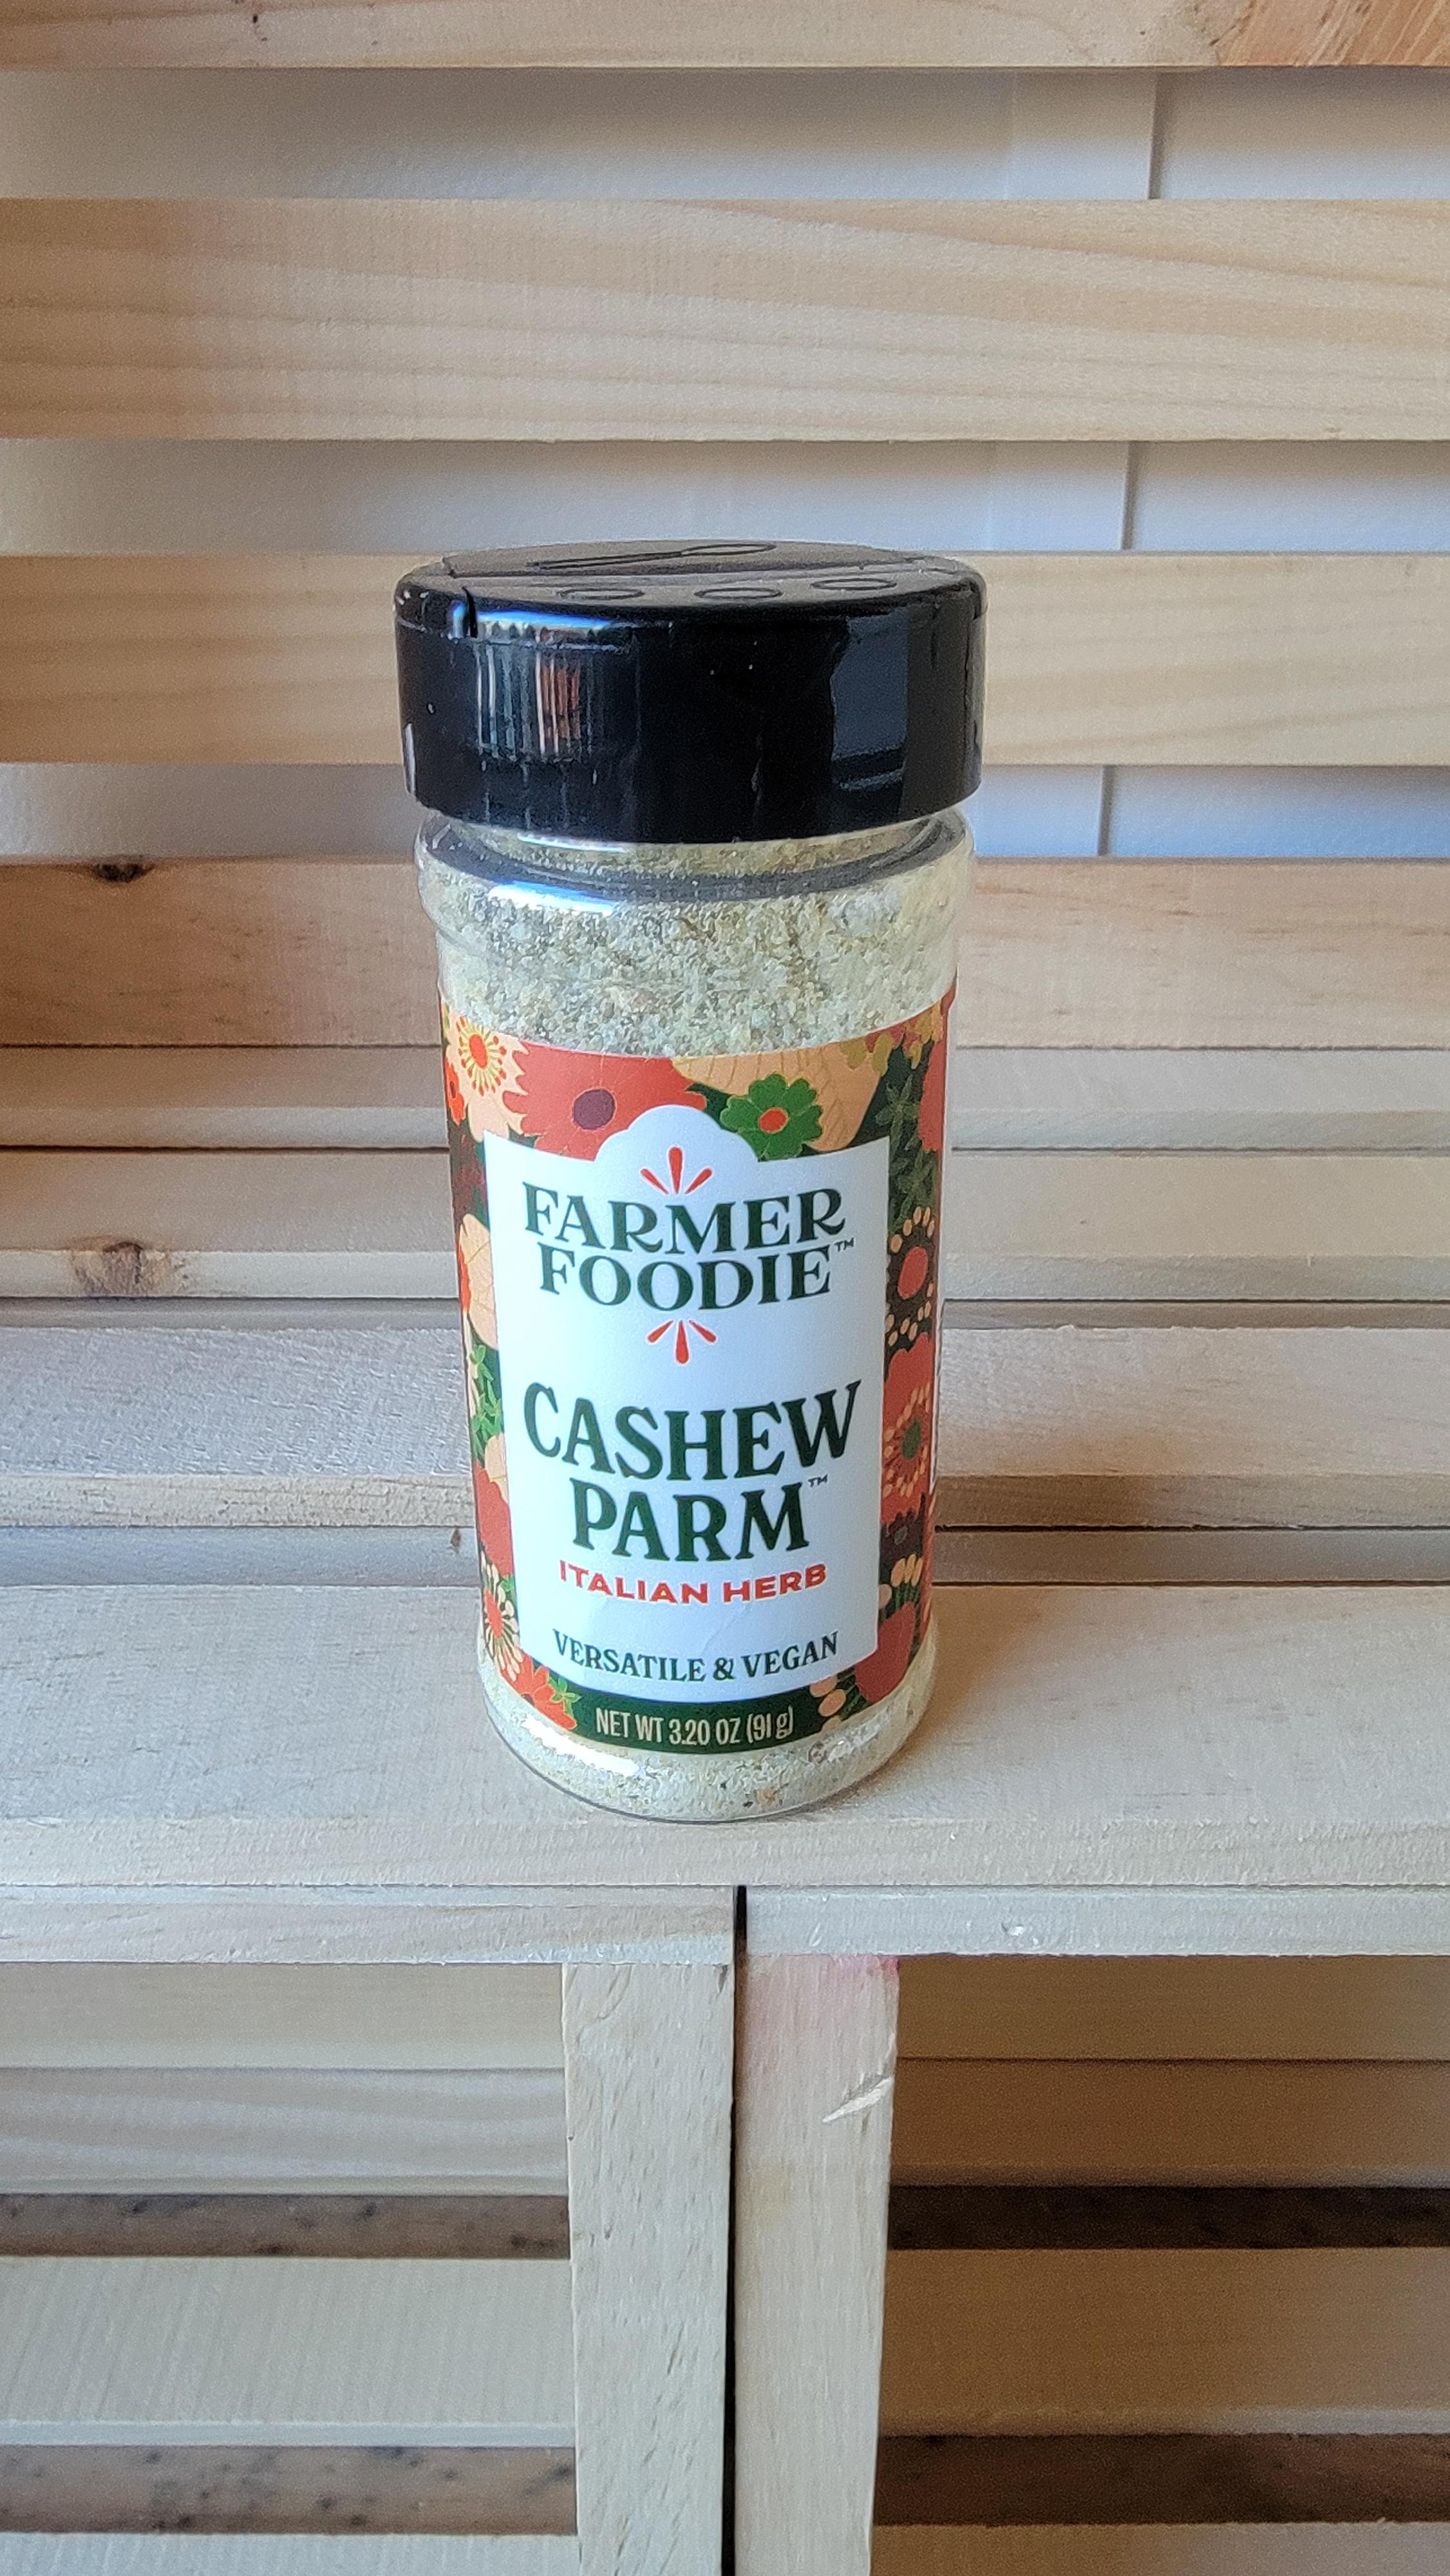 FARMER
FOODIE™
CASHEW
PARM™
ITALIAN HERB
VERSATILE & VEGAN
NET WT 3.20 OZ (91 g)